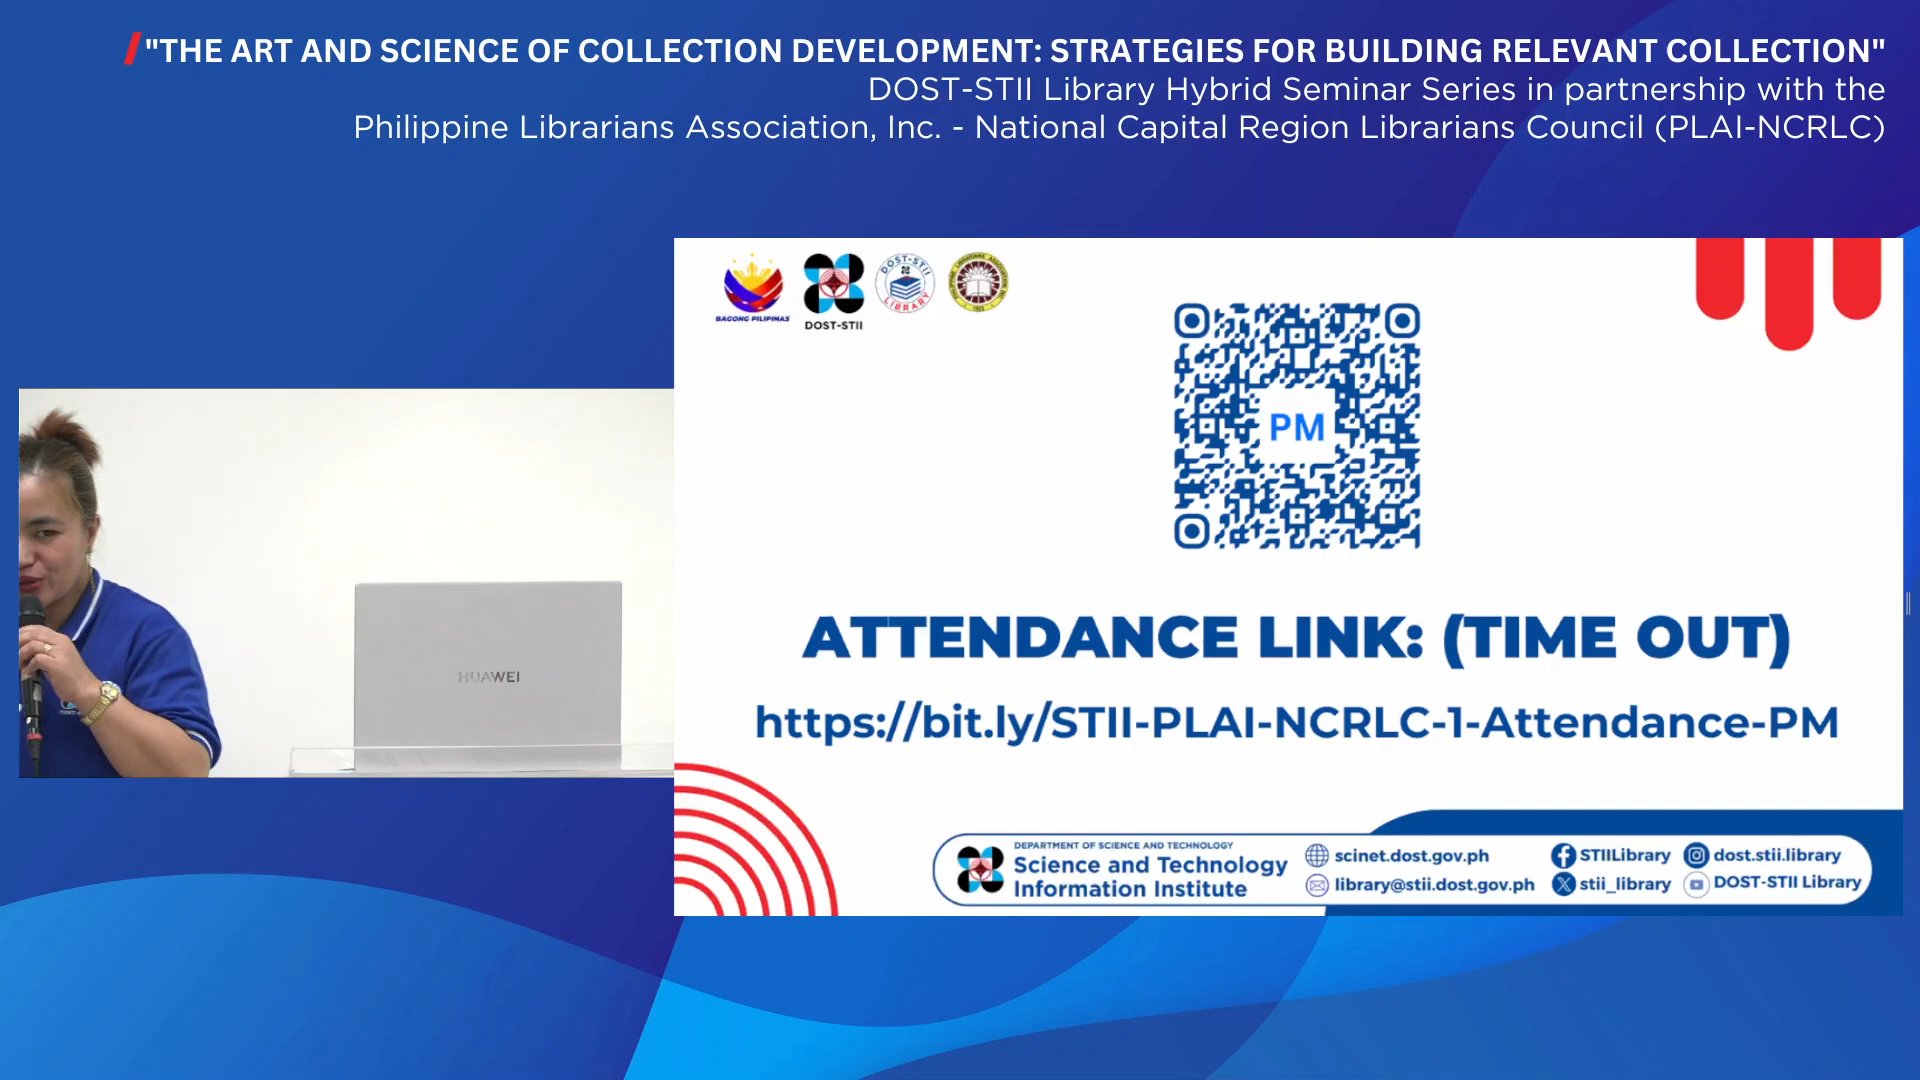 "THE ART AND SCIENCE OF COLLECTION DEVELOPMENT: STRATEGIES FOR BUILDING RELEVANT COLLECTION"
DOST-STII Library Hybrid Seminar Series in partnership with the
Philippine Librarians Association, Inc. - National Capital Region Librarians Council (PLAI-NCRLC)
BAGONG PILIPINAS
DOST-STII
DOST-STII
LIBRARY
PM
ATTENDANCE LINK: (TIME OUT)
https://bit.ly/STII-PLAI-NCRLC-1-Attendance-PM
HUAWEI
DEPARTMENT OF SCIENCE AND TECHNOLOGY
Science and Technology
Information Institute
scinet.dost.gov.ph
library@stii.dost.gov.ph
STIILibrary
stii_library
dost.stii.library
DOST-STII Library